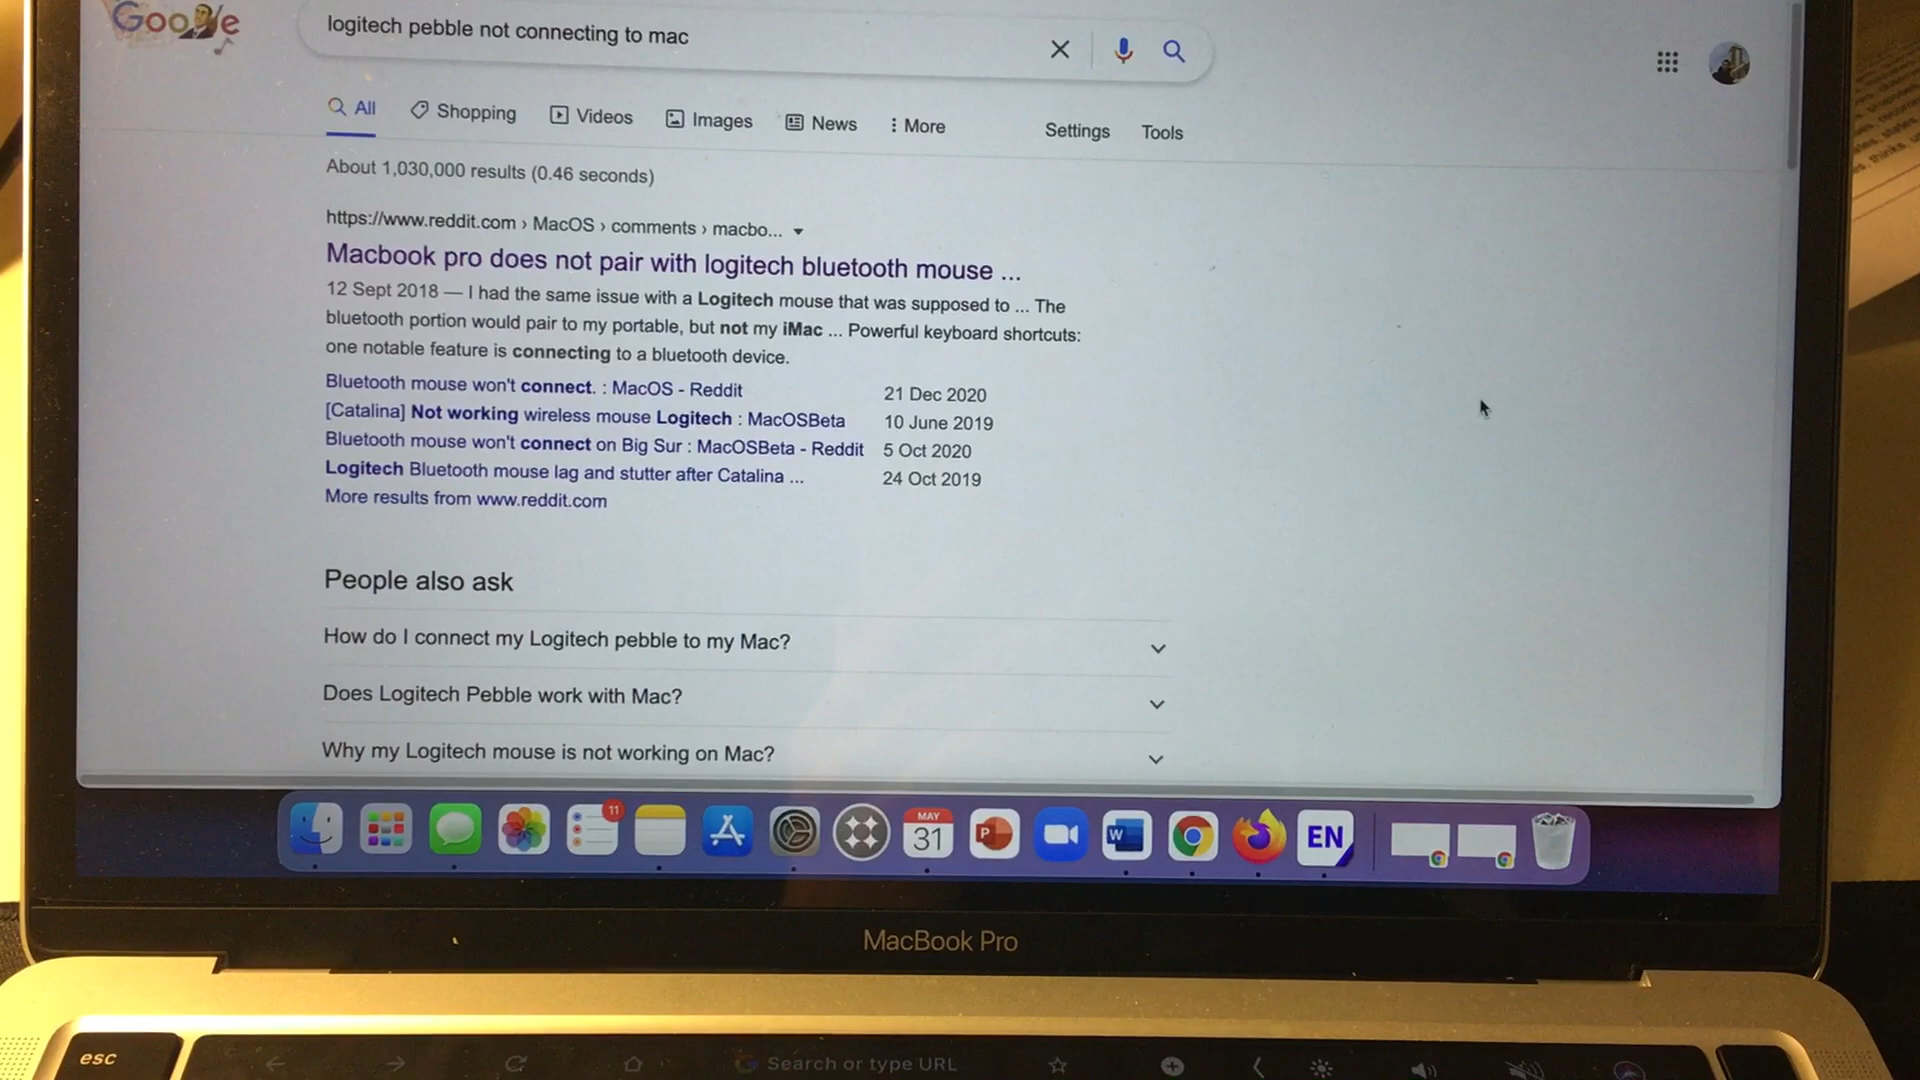 Google
logitech pebble not connecting to mac
All Shopping Videos Images News More Settings Tools
About 1,030,000 results (0.46 seconds)
https://www.reddit.com › MacOS › comments › macbo...
Macbook pro does not pair with logitech bluetooth mouse ...
12 Sept 2018 — I had the same issue with a Logitech mouse that was supposed to ... The
bluetooth portion would pair to my portable, but not my iMac ... Powerful keyboard shortcuts:
one notable feature is connecting to a bluetooth device.
Bluetooth mouse won't connect. : MacOS - Reddit 21 Dec 2020
[Catalina] Not working wireless mouse Logitech : MacOSBeta 10 June 2019
Bluetooth mouse won't connect on Big Sur : MacOSBeta - Reddit 5 Oct 2020
Logitech Bluetooth mouse lag and stutter after Catalina ... 24 Oct 2019
More results from www.reddit.com
People also ask
How do I connect my Logitech pebble to my Mac?
Does Logitech Pebble work with Mac?
Why my Logitech mouse is not working on Mac?
11
MAY
31
P
W
EN
MacBook Pro
esc
G Search or type URL